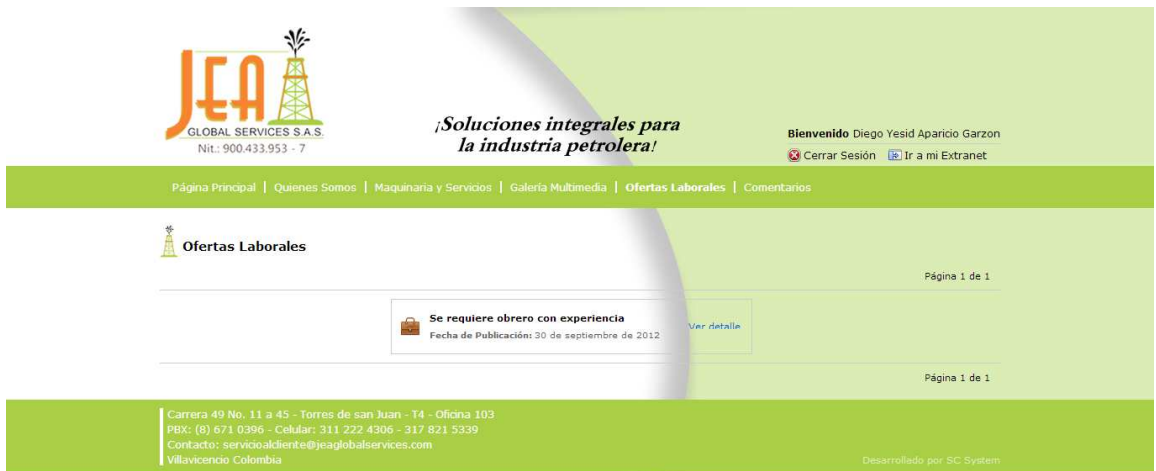 JEA
GLOBAL SERVICES S.A.S.
Nit.: 900.433.953 - 7
¡Soluciones integrales para
la industria petrolera!
Bienvenido Diego Yesid Aparicio Garzon
Cerrar Sesión Ir a mi Extranet
Página Principal | Quienes Somos | Maquinaria y Servicios | Galería Multimedia | Ofertas Laborales | Comentarios
Ofertas Laborales
Página 1 de 1
Se requiere obrero con experiencia
Fecha de Publicación: 30 de septiembre de 2012
Ver detalle
Página 1 de 1
Carrera 49 No. 11 a 45 - Torres de san Juan - T4 - Oficina 103
PBX: (8) 671 0396 - Celular: 311 222 4306 - 317 821 5339
Contacto: servicioalcliente@jeaglobalservices.com
Villavicencio Colombia
Desarrollado por SC System